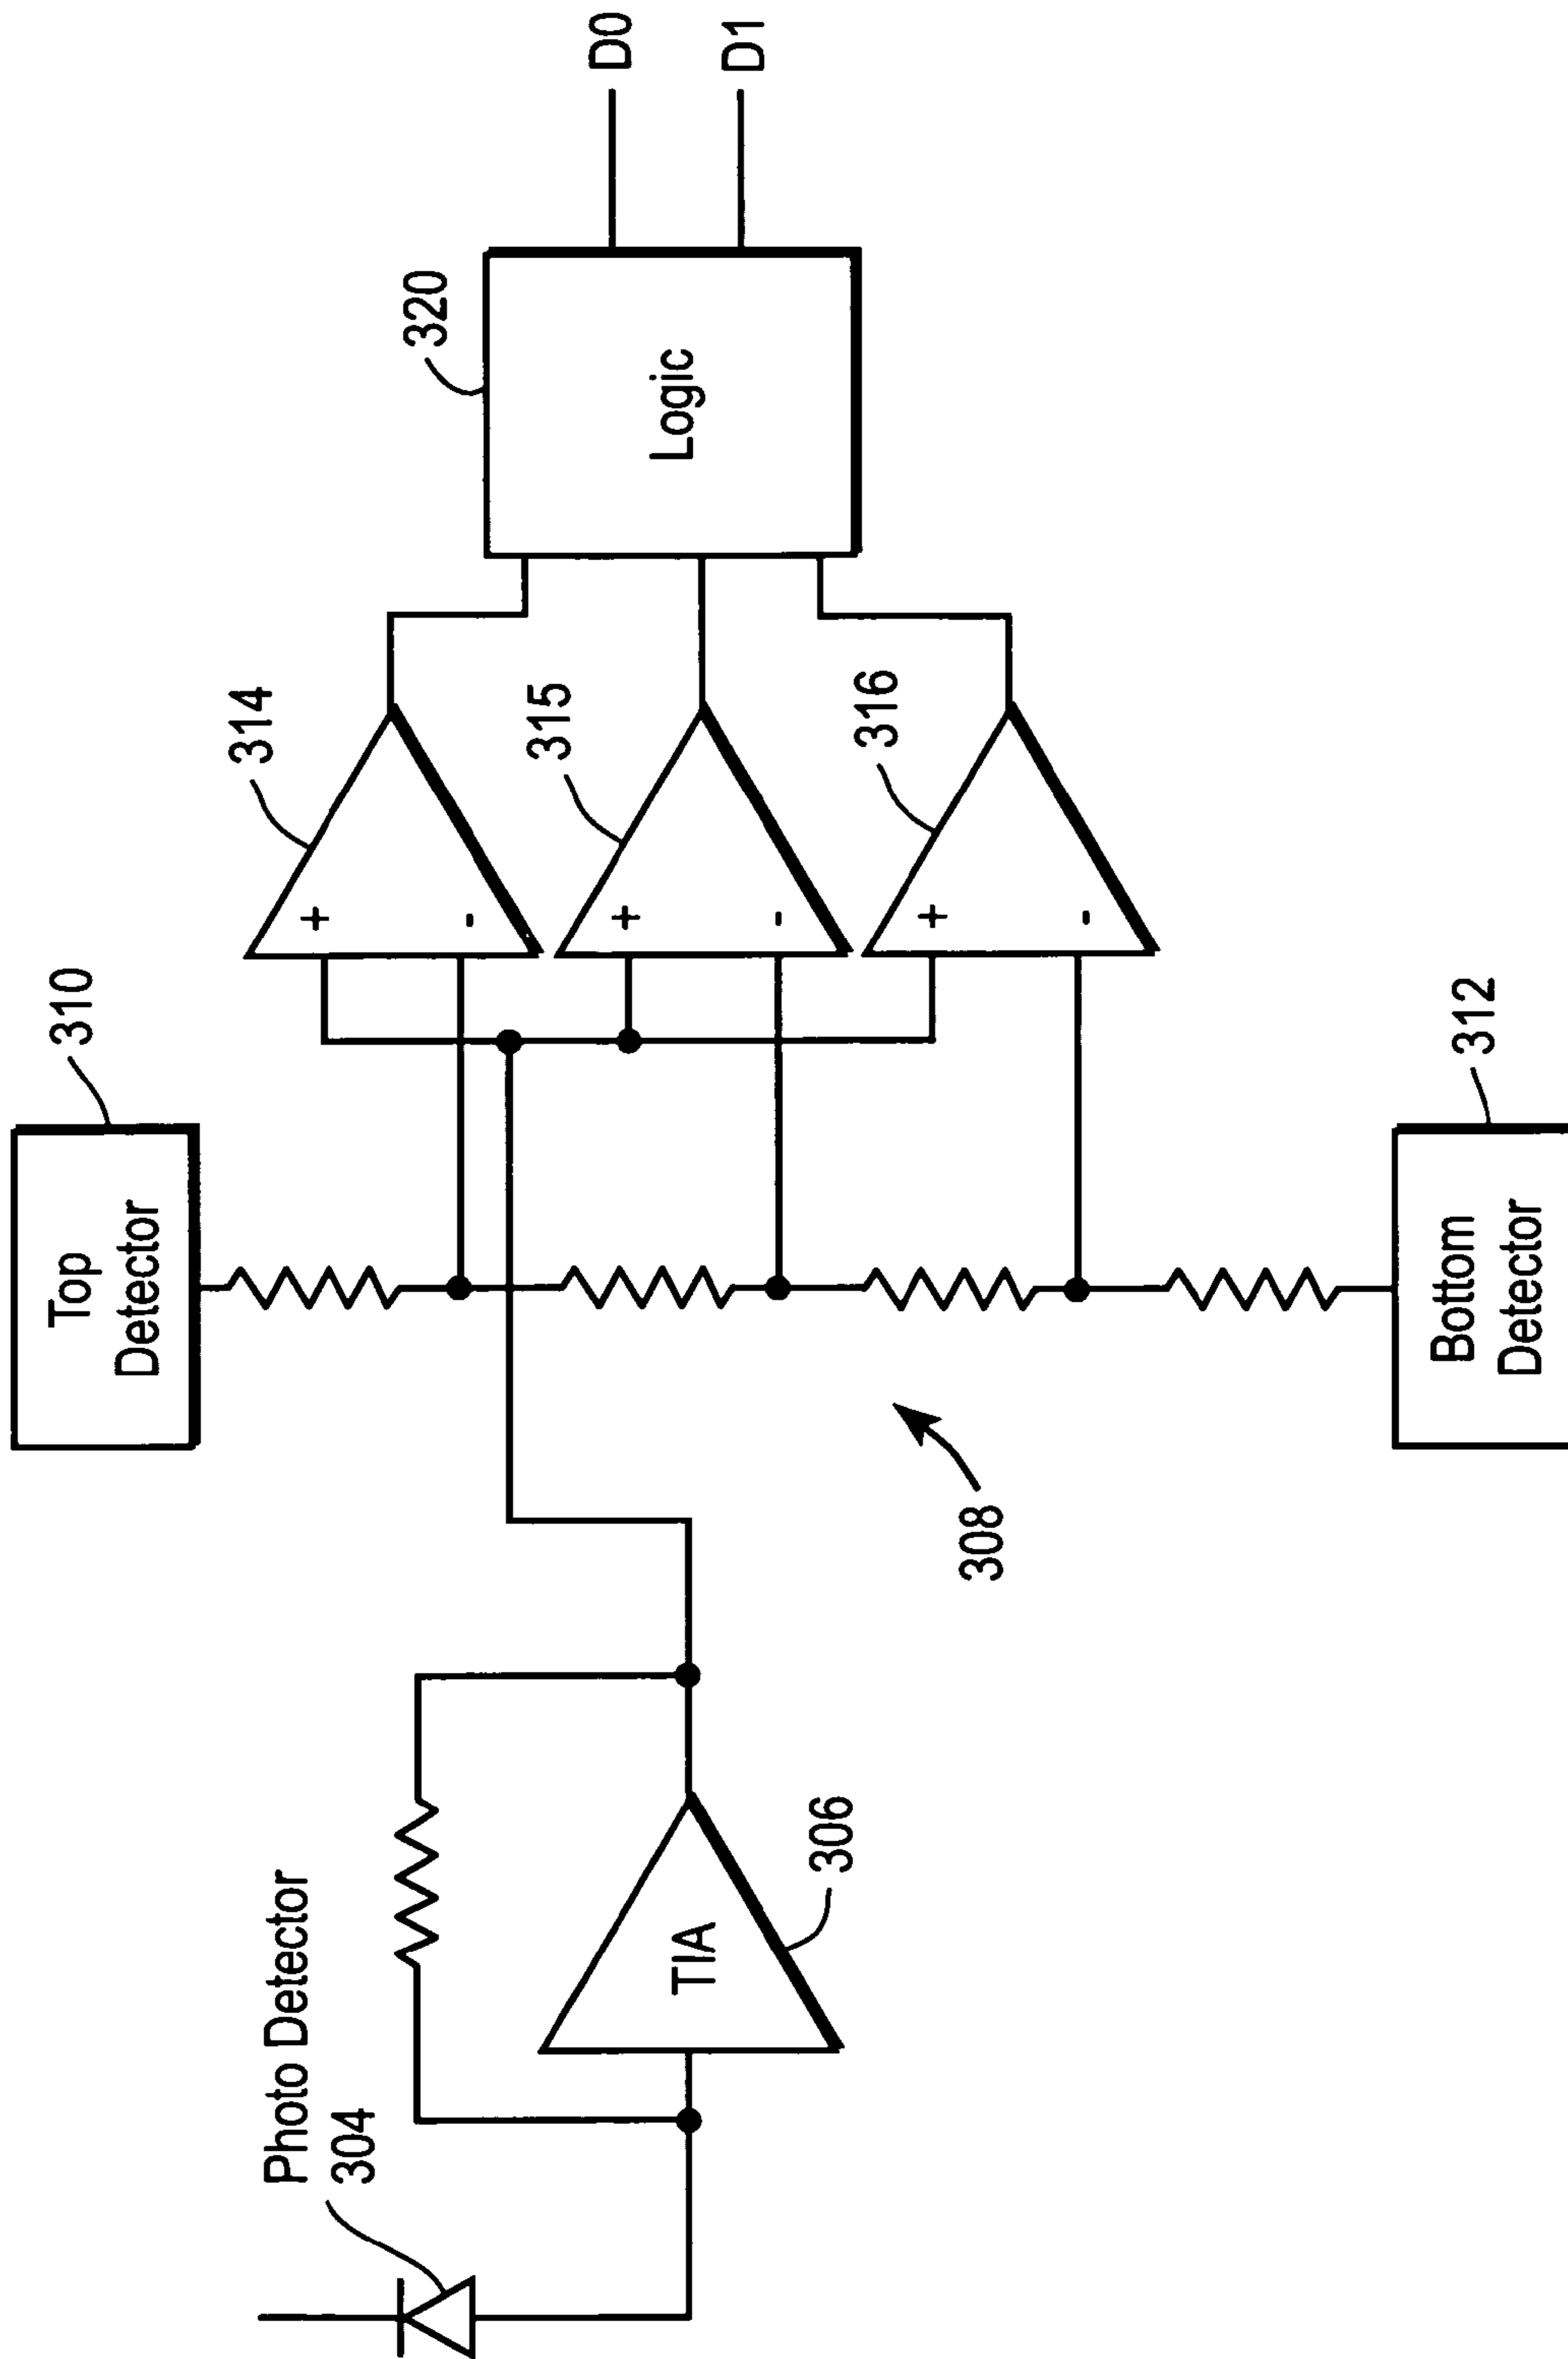 Photo Detector
304
TIA
306
308
Top
Detector
310
Bottom
Detector
312
+
-
314
+
-
315
+
-
316
Logic
320
D0
D1